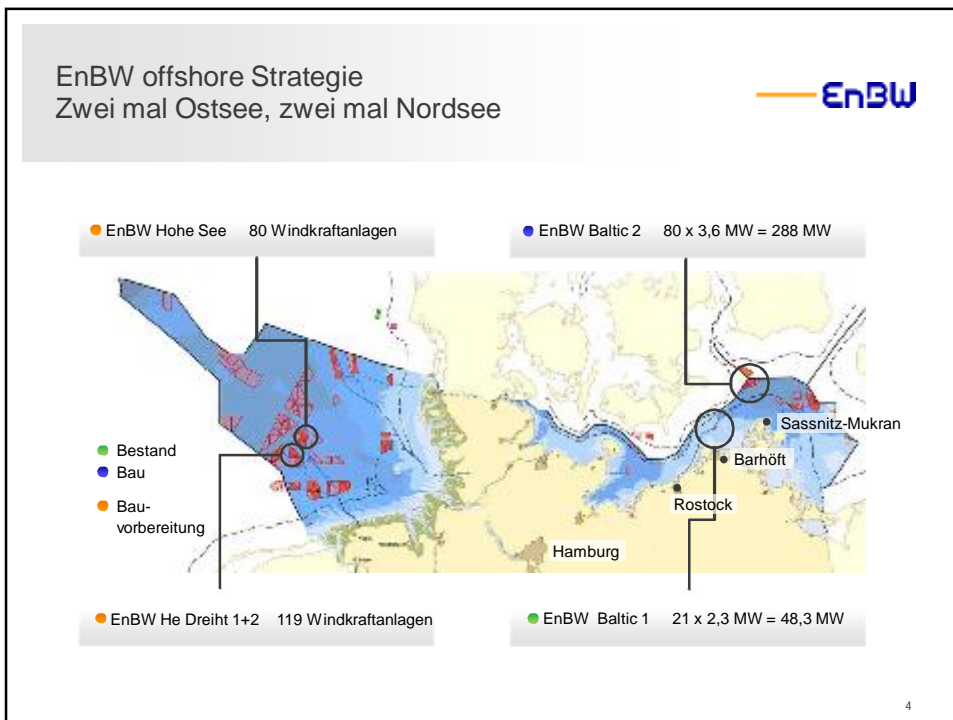 EnBW offshore Strategie
Zwei mal Ostsee, zwei mal Nordsee
EnBW
EnBW Hohe See 80 Windkraftanlagen
EnBW Baltic 2 80 x 3,6 MW = 288 MW
Sassnitz-Mukran
Bestand
Bau
Bau-
vorbereitung
Barhöft
Rostock
Hamburg
EnBW He Dreiht 1+2 119 Windkraftanlagen
EnBW Baltic 1 21 x 2,3 MW = 48,3 MW
4